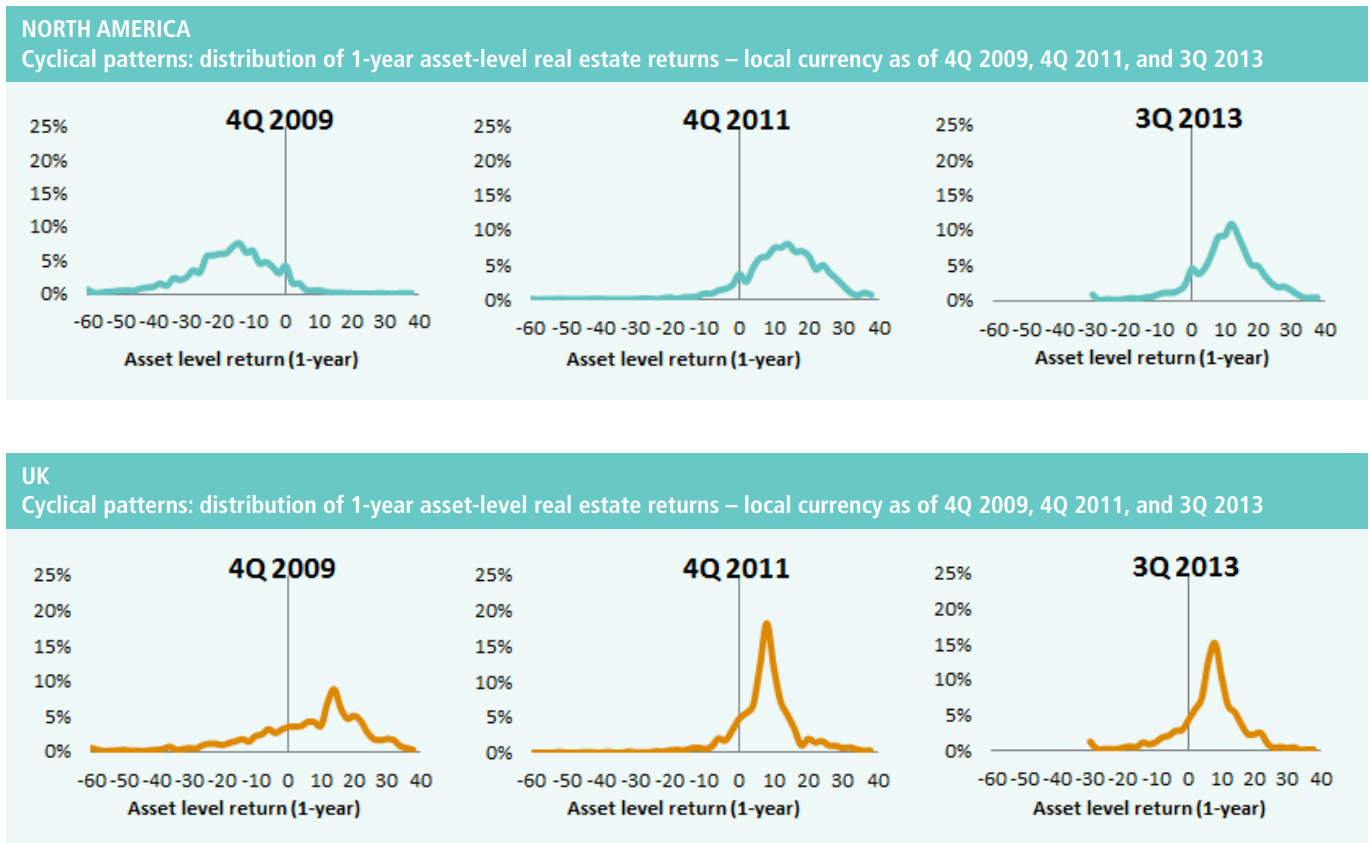 NORTH AMERICA
Cyclical patterns: distribution of 1-year asset-level real estate returns – local currency as of 4Q 2009, 4Q 2011, and 3Q 2013
4Q 2009
25%
20%
15%
10%
5%
0%
-60 -50 -40 -30 -20 -10 0 10 20 30 40
Asset level return (1-year)
4Q 2011
25%
20%
15%
10%
5%
0%
-60 -50 -40 -30 -20 -10 0 10 20 30 40
Asset level return (1-year)
3Q 2013
25%
20%
15%
10%
5%
0%
-60 -50 -40 -30 -20 -10 0 10 20 30 40
Asset level return (1-year)
UK
Cyclical patterns: distribution of 1-year asset-level real estate returns – local currency as of 4Q 2009, 4Q 2011, and 3Q 2013
4Q 2009
25%
20%
15%
10%
5%
0%
-60 -50 -40 -30 -20 -10 0 10 20 30 40
Asset level return (1-year)
4Q 2011
25%
20%
15%
10%
5%
0%
-60 -50 -40 -30 -20 -10 0 10 20 30 40
Asset level return (1-year)
3Q 2013
25%
20%
15%
10%
5%
0%
-60 -50 -40 -30 -20 -10 0 10 20 30 40
Asset level return (1-year)